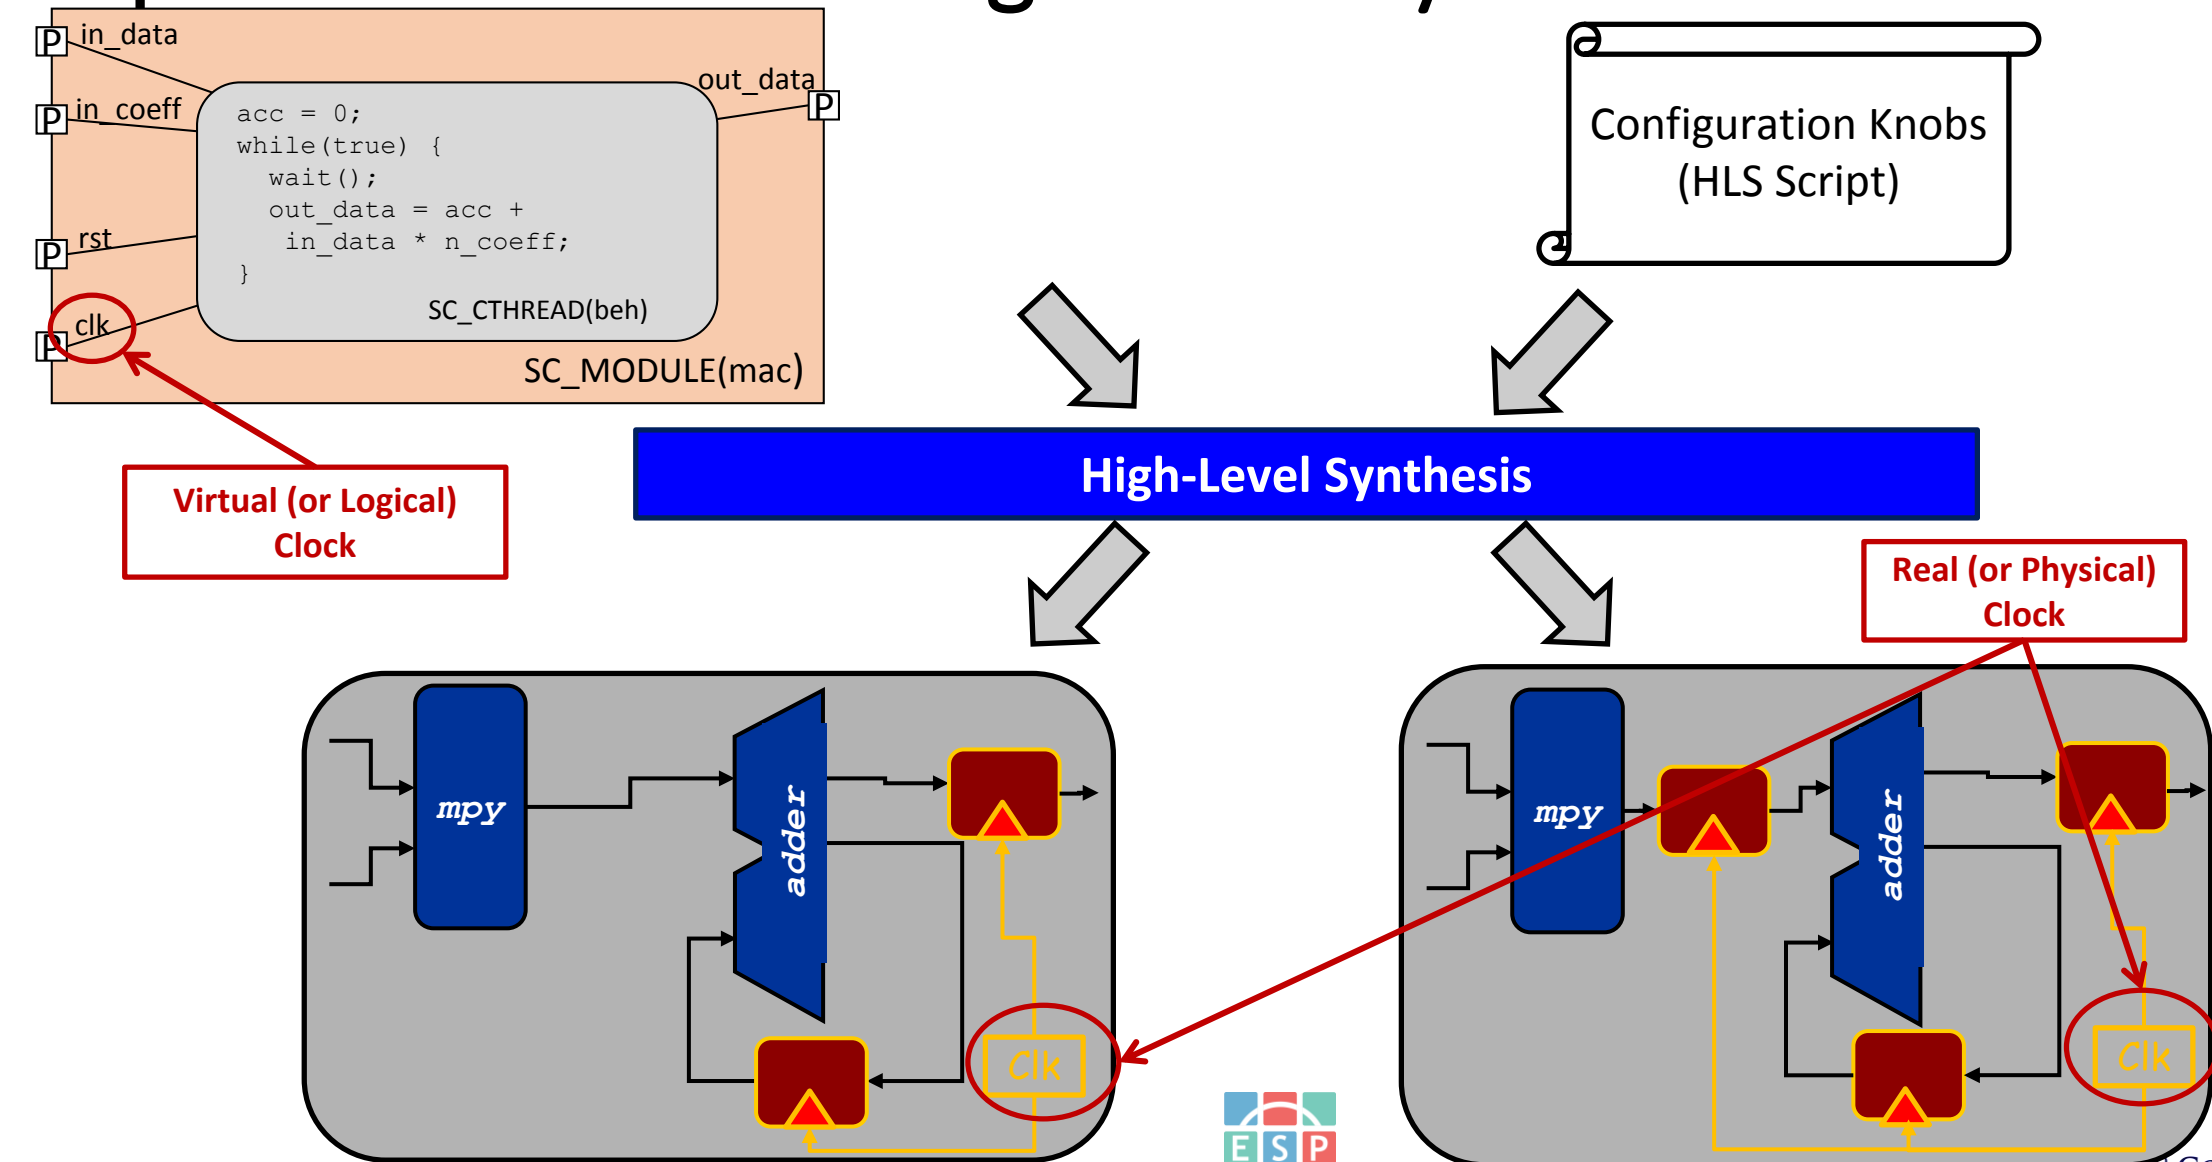 P in_data
P in_coeff
P rst
P clk
out_data
P
acc = 0;
while(true) {
wait();
out_data = acc +
in_data * n_coeff;
}
SC_CTHREAD(beh)
SC_MODULE(mac)
Configuration Knobs
(HLS Script)
Virtual (or Logical)
Clock
High-Level Synthesis
Real (or Physical)
Clock
mpy
adder
Clk
mpy
adder
Clk
E S P